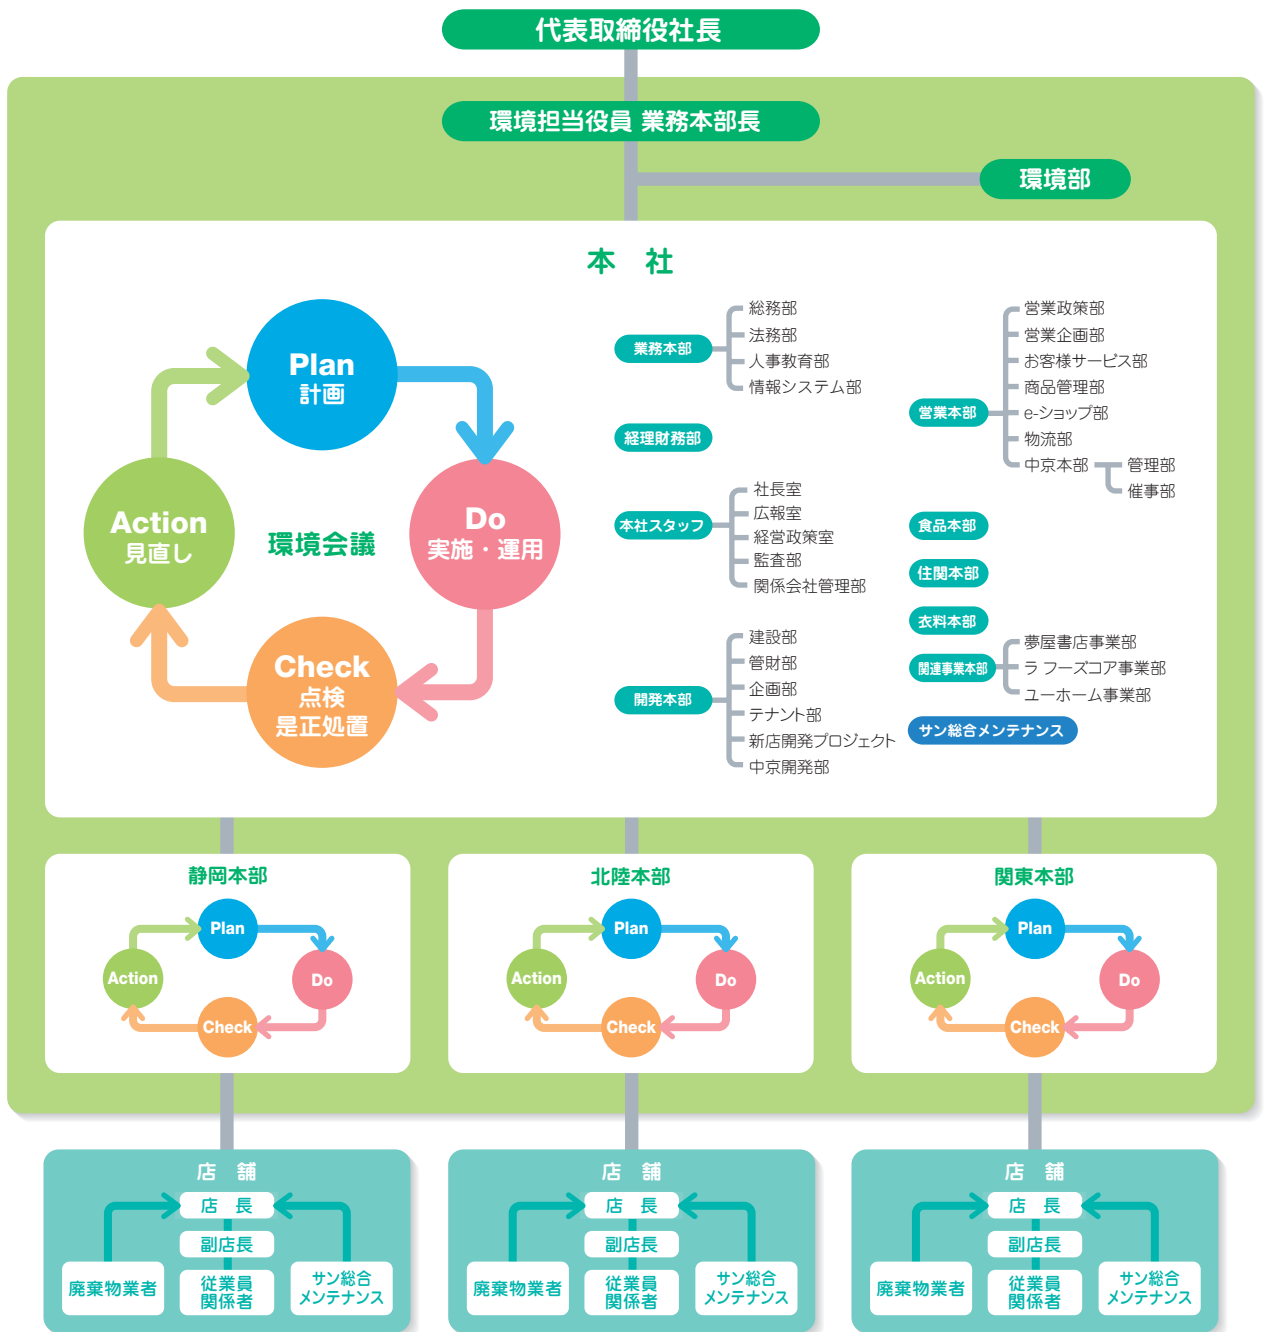 代表取締役社長
環境担当役員 業務本部長
環境部
本 社
Plan
計画
Do
実施・運用
Check
点検
是正処置
Action
見直し
環境会議
業務本部
総務部
法務部
人事教育部
情報システム部
経理財務部
本社スタッフ
社長室
広報室
経営政策室
監査部
関係会社管理部
開発本部
建設部
管財部
企画部
テナント部
新店開発プロジェクト
中京開発部
営業本部
営業政策部
営業企画部
お客様サービス部
商品管理部
e-ショップ部
物流部
中京本部
管理部
催事部
食品本部
住関本部
衣料本部
関連事業本部
夢屋書店事業部
ラ フーズコア事業部
ユーホーム事業部
サン総合メンテナンス
静岡本部
Plan
Do
Check
Action
北陸本部
Plan
Do
Check
Action
関東本部
Plan
Do
Check
Action
店 舗
店 長
副店長
廃棄物業者
従業員
関係者
サン総合
メンテナンス
店 舗
店 長
副店長
廃棄物業者
従業員
関係者
サン総合
メンテナンス
店 舗
店 長
副店長
廃棄物業者
従業員
関係者
サン総合
メンテナンス